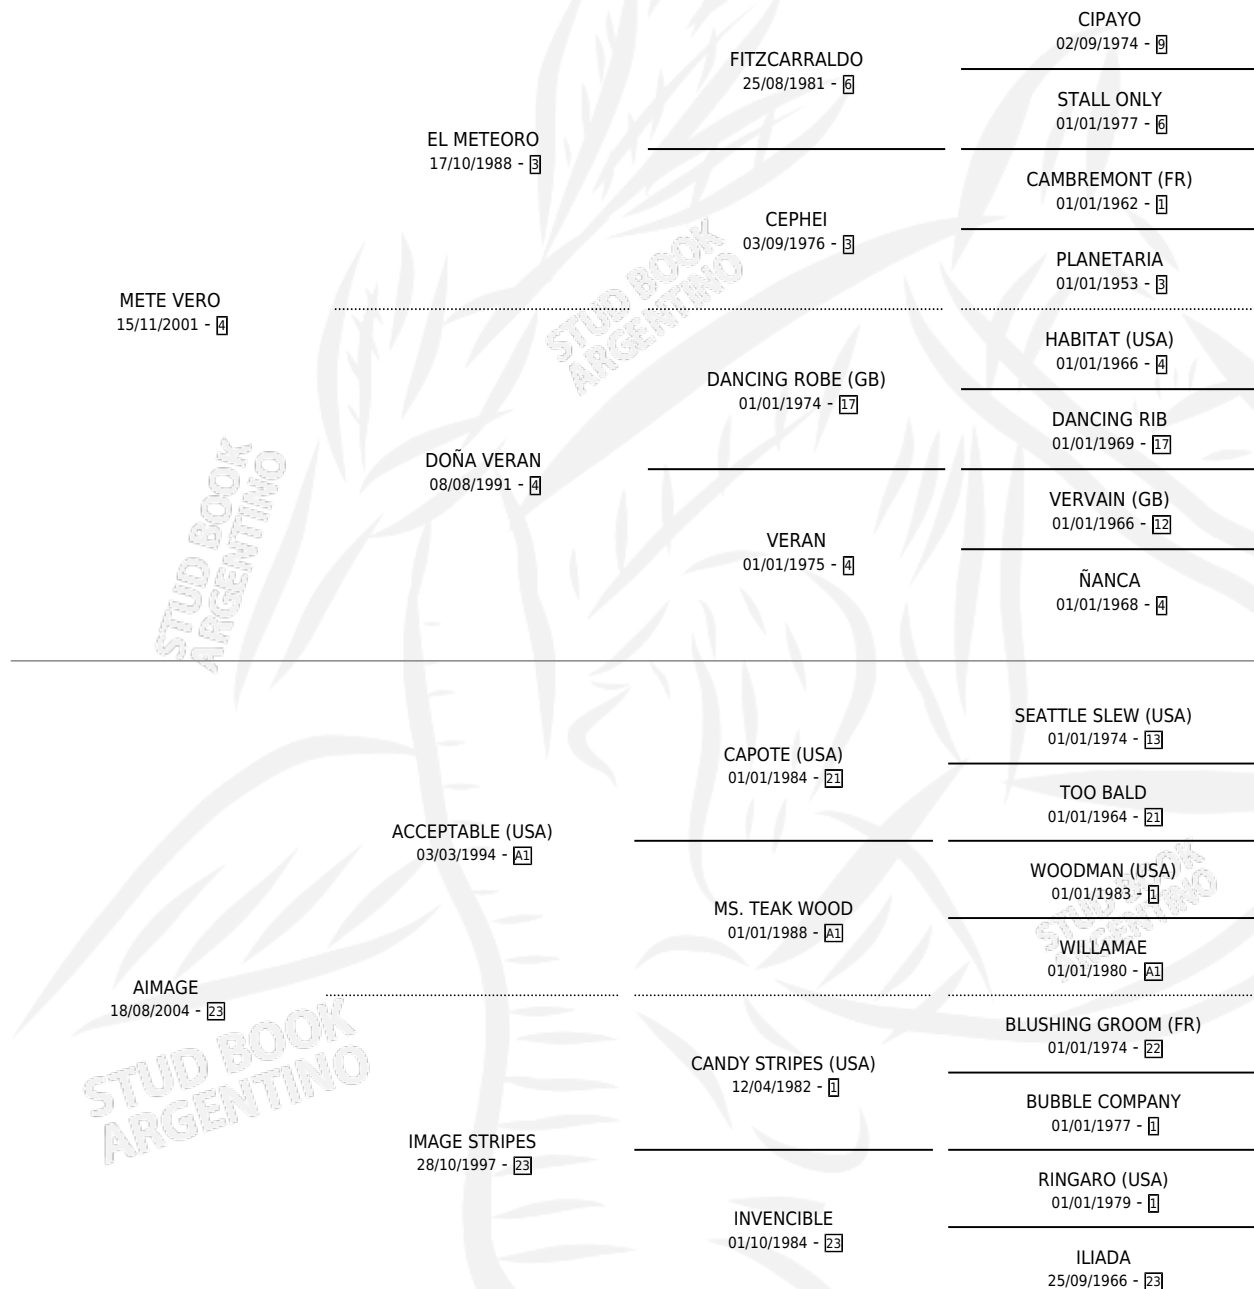 CIPAYO
02/09/1974 - 9
FITZCARRALDO
25/08/1981 - 6
STALL ONLY
01/01/1977 - 6
EL METEORO
17/10/1988 - 3
CAMBREMONT (FR)
01/01/1962 - 1
CEPHEI
03/09/1976 - 3
PLANETARIA
01/01/1953 - 3
METE VERO
15/11/2001 - 4
HABITAT (USA)
01/01/1966 - 4
DANCING ROBE (GB)
01/01/1974 - 17
DANCING RIB
01/01/1969 - 17
DOÑA VERAN
08/08/1991 - 4
VERVAIN (GB)
01/01/1966 - 12
VERAN
01/01/1975 - 4
ÑANCA
01/01/1968 - 4
SEATTLE SLEW (USA)
01/01/1974 - 13
CAPOTE (USA)
01/01/1984 - 21
TOO BALD
01/01/1964 - 21
ACCEPTABLE (USA)
03/03/1994 - A1
WOODMAN (USA)
01/01/1983 - 1
MS. TEAK WOOD
01/01/1988 - A1
WILLAMAE
01/01/1980 - A1
AIMAGE
18/08/2004 - 23
BLUSHING GROOM (FR)
01/01/1974 - 22
CANDY STRIPES (USA)
12/04/1982 - 1
BUBBLE COMPANY
01/01/1977 - 1
IMAGE STRIPES
28/10/1997 - 23
RINGARO (USA)
01/01/1979 - 1
INVENCIBLE
01/10/1984 - 23
ILIADA
25/09/1966 - 23
STUD BOOK
ARGENTINO
STUD BOOK
ARGENTINO
STUD BOOK
ARGENTINO
STUD BOOK
ARGENTINO